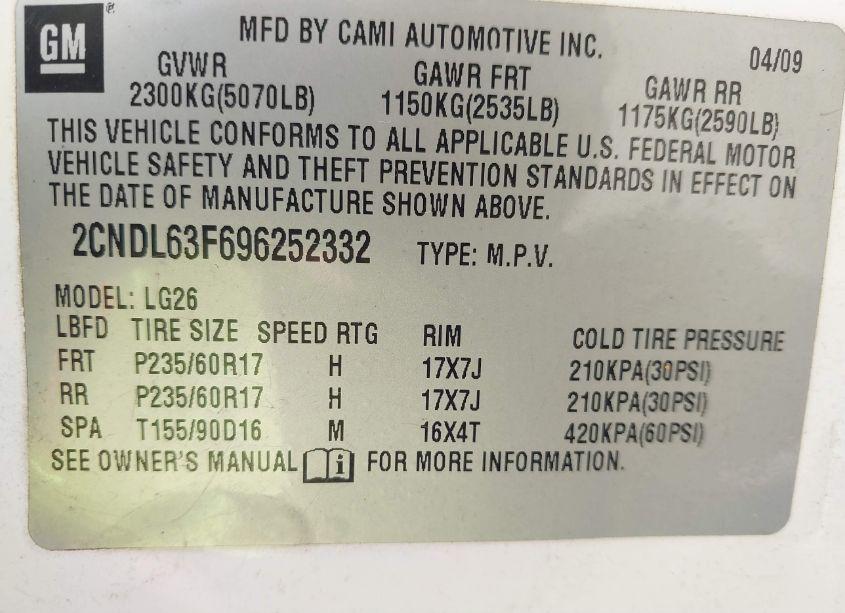 GM ®
MFD BY CAMI AUTOMOTIVE INC.
04/09
GVWR GAWR FRT GAWR RR
2300KG(5070LB) 1150KG(2535LB) 1175KG(2590LB)
THIS VEHICLE CONFORMS TO ALL APPLICABLE U.S. FEDERAL MOTOR
VEHICLE SAFETY AND THEFT PREVENTION STANDARDS IN EFFECT ON
THE DATE OF MANUFACTURE SHOWN ABOVE.
2CNDL63F696252332 TYPE: M.P.V.
MODEL: LG26
LBFD TIRE SIZE SPEED RTG RIM COLD TIRE PRESSURE
FRT P235/60R17 H 17X7J 210KPA(30PSI)
RR P235/60R17 H 17X7J 210KPA(30PSI)
SPA T155/90D16 M 16X4T 420KPA(60PSI)
SEE OWNER'S MANUAL i FOR MORE INFORMATION.